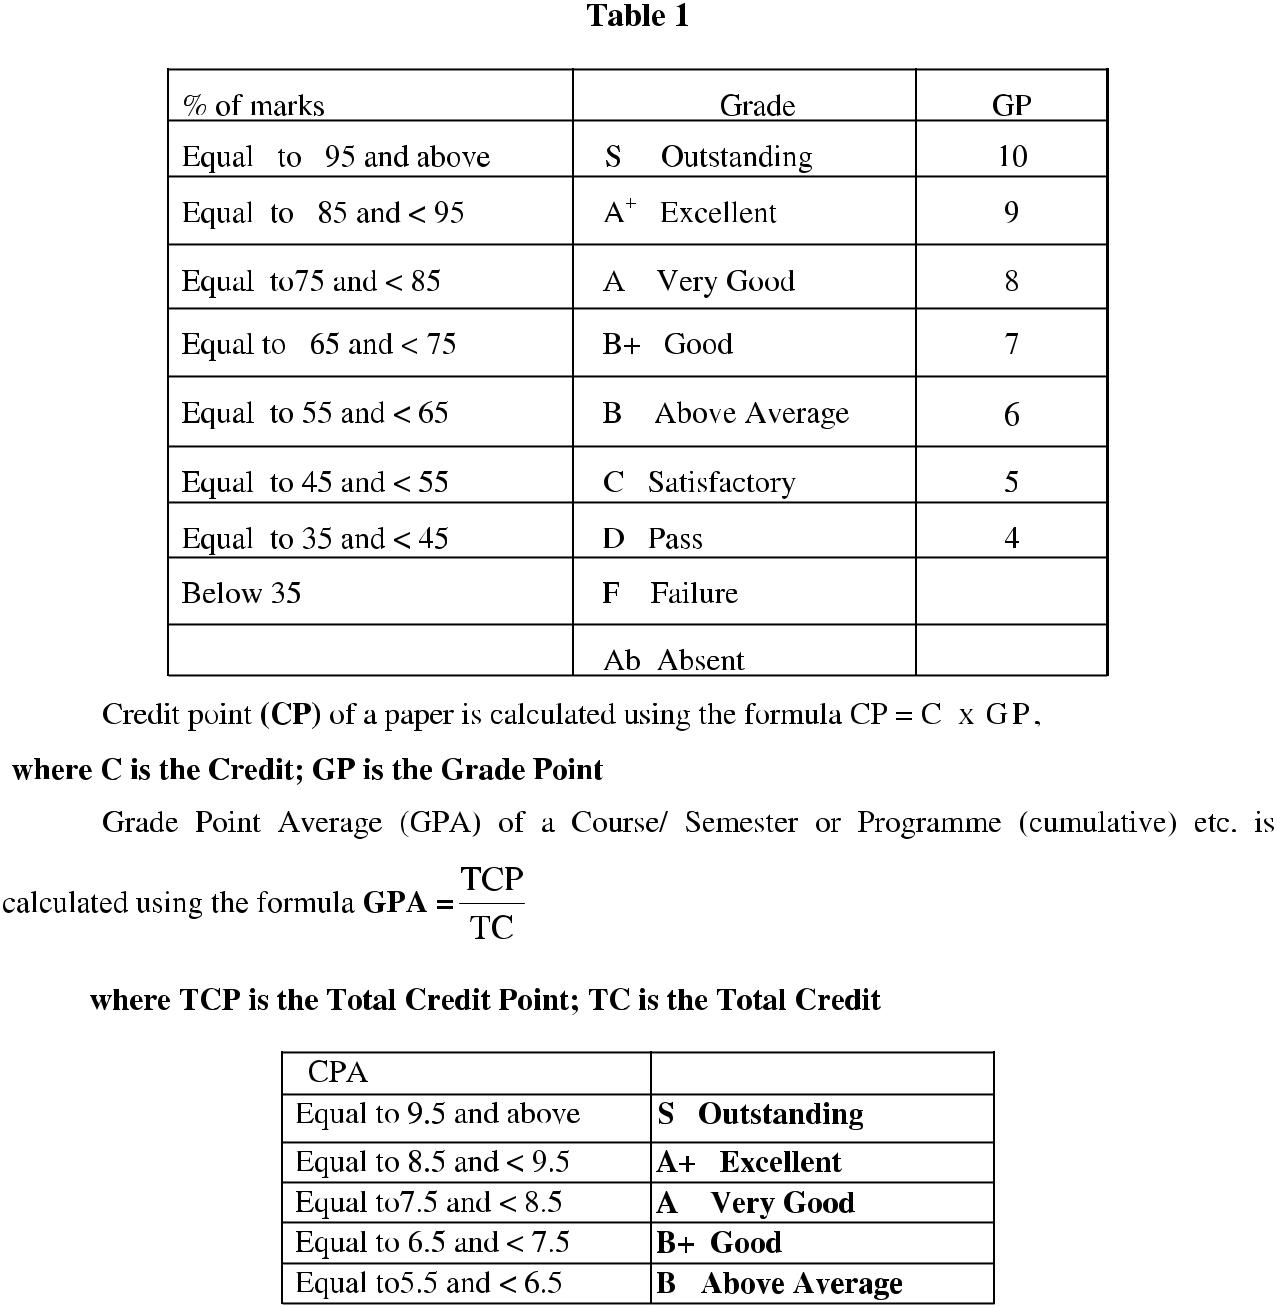 Table 1
% of marks Grade GP
Equal to 95 and above S Outstanding 10
Equal to 85 and < 95 A+ Excellent 9
Equal to75 and < 85 A Very Good 8
Equal to 65 and < 75 B+ Good 7
Equal to 55 and < 65 B Above Average 6
Equal to 45 and < 55 C Satisfactory 5
Equal to 35 and < 45 D Pass 4
Below 35 F Failure
Ab Absent
Credit point (CP) of a paper is calculated using the formula CP = C x GP,
where C is the Credit; GP is the Grade Point
Grade Point Average (GPA) of a Course/ Semester or Programme (cumulative) etc. is
calculated using the formula GPA = TCP
TC
where TCP is the Total Credit Point; TC is the Total Credit
CPA
Equal to 9.5 and above S Outstanding
Equal to 8.5 and < 9.5 A+ Excellent
Equal to7.5 and < 8.5 A Very Good
Equal to 6.5 and < 7.5 B+ Good
Equal to5.5 and < 6.5 B Above Average